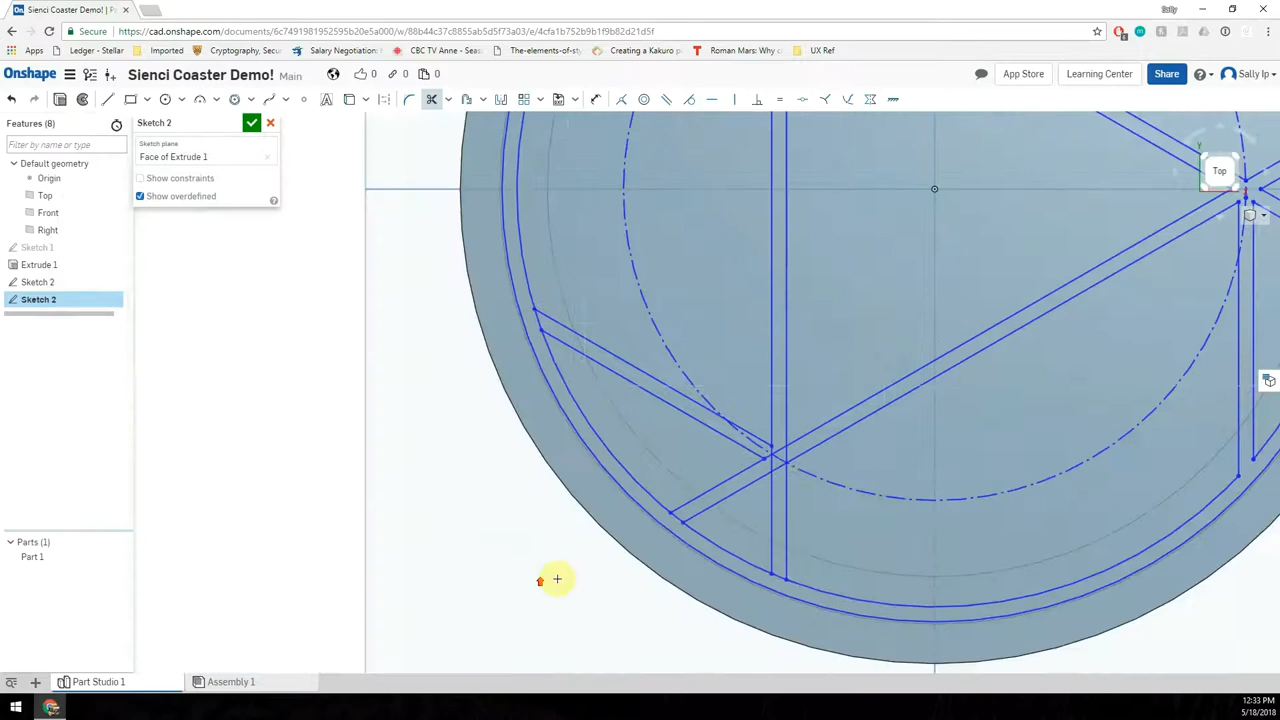 Sienci Coaster Demo! | Pa
Sally
Secure
https://cad.onshape.com/documents/6c7491981952595b20e5a000/w/88b44c37c8855ab5d5f73a03/e/4cfa1b752b9b1f9b82d21d5f
Apps
Ledger - Stellar
Imported
Cryptography, Secur
Salary Negotiation:
CBC TV Anne - Seas
The-elements-of-sty
Creating a Kakuro p
Roman Mars: Why c
UX Ref
Onshape
Sienci Coaster Demo!
Main
0
0
0
App Store
Learning Center
Share
Sally Ip
Features (8)
Filter by name or type
Default geometry
Origin
Top
Front
Right
Sketch 1
Extrude 1
Sketch 2
Sketch 2
Parts (1)
Part 1
Sketch 2
Sketch plane
Face of Extrude 1
Show constraints
Show overdefined
Top
Part Studio 1
Assembly 1
12:33 PM
5/18/2018